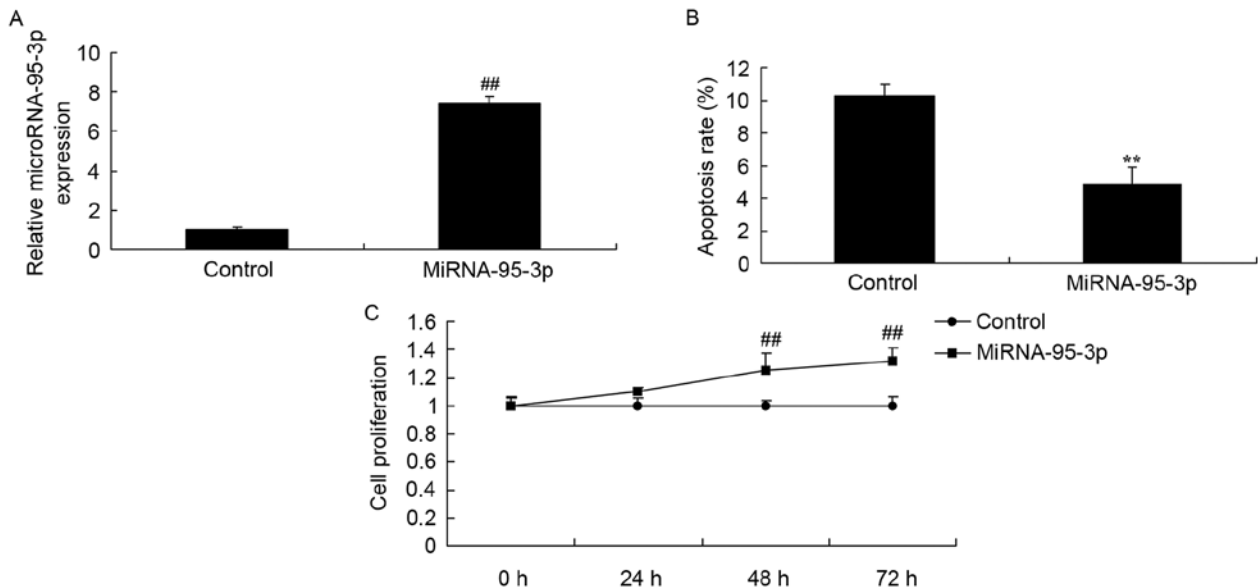 A
Relative microRNA-95-3p
expression
10
8
6
4
2
0
##
Control
MiRNA-95-3p
B
Apoptosis rate (%)
12
10
8
6
4
2
0
**
Control
MiRNA-95-3p
C
Cell proliferation
1.6
1.4
1.2
1
0.8
0.6
0.4
0.2
0
##
##
0 h
24 h
48 h
72 h
Control
MiRNA-95-3p